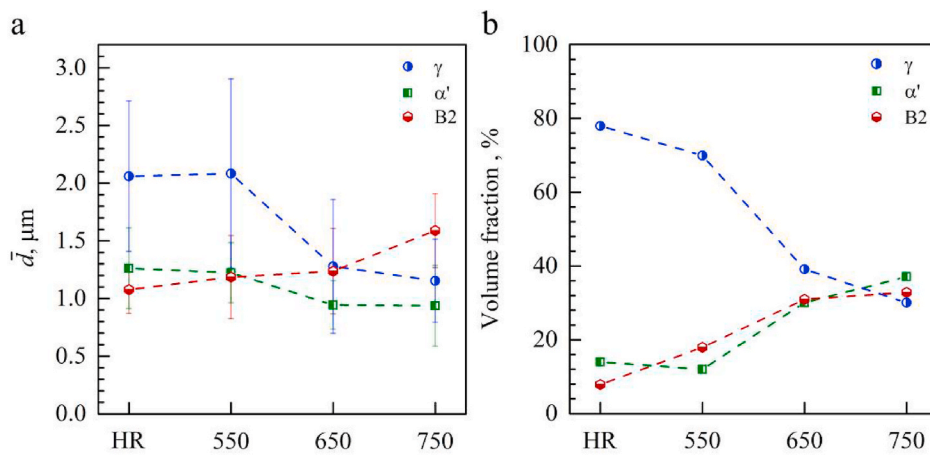 a
b
3.0
2.5
2.0
1.5
1.0
0.5
0.0
d̄, μm
γ
α'
B2
HR 550 650 750
100
80
60
40
20
0
Volume fraction , %
γ
α'
B2
HR 550 650 750